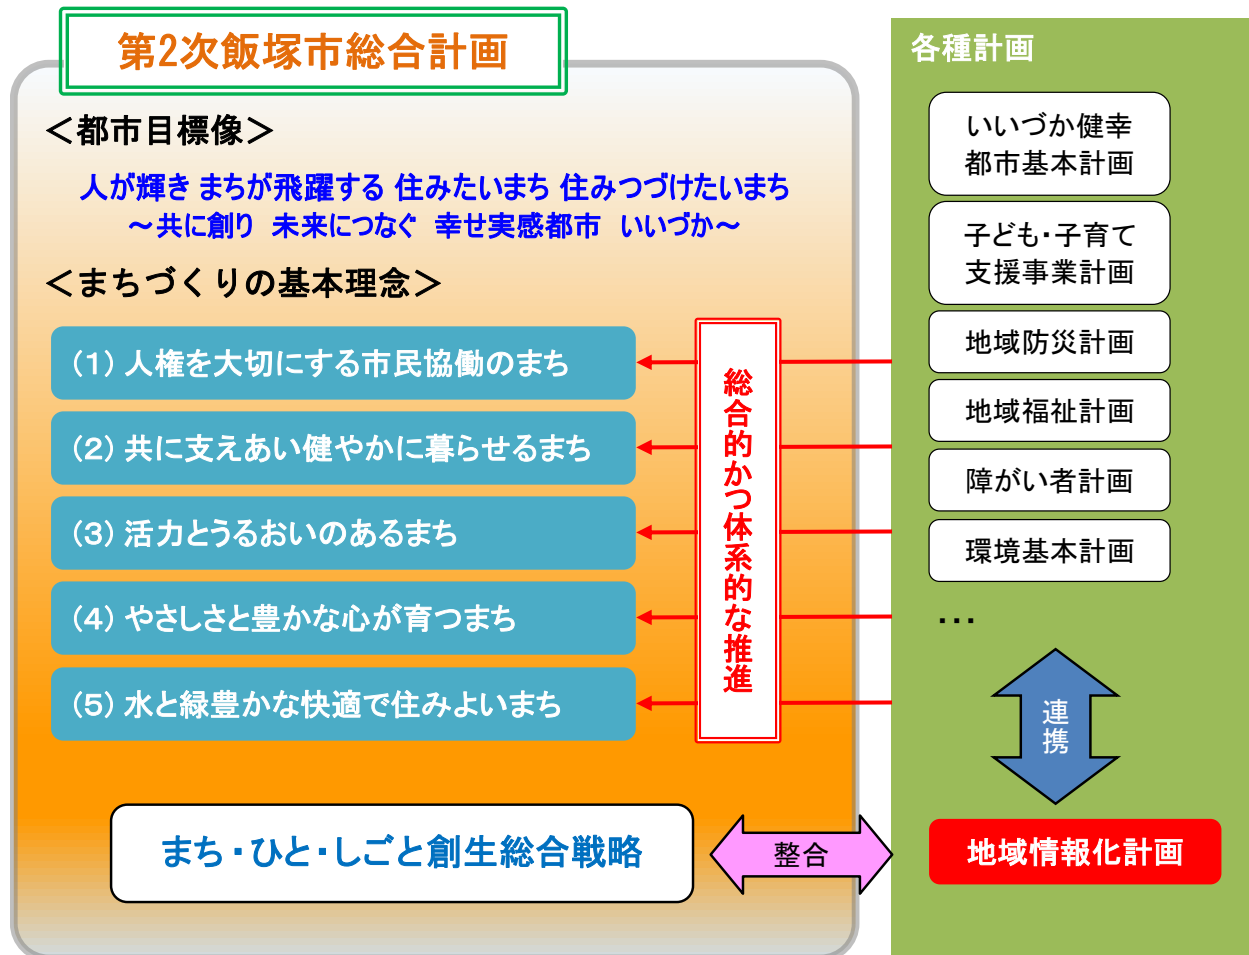 第2次飯塚市総合計画
＜都市目標像＞
人が輝き まちが飛躍する 住みたいまち 住みつづけたいまち
～共に創り 未来につなぐ 幸せ実感都市 いいづか～
＜まちづくりの基本理念＞
(1) 人権を大切にする市民協働のまち
(2) 共に支えあい健やかに暮らせるまち
(3) 活力とうるおいのあるまち
(4) やさしさと豊かな心が育つまち
(5) 水と緑豊かな快適で住みよいまち
総合的かつ体系的な推進
まち・ひと・しごと創生総合戦略
整合
各種計画
いいづか健幸
都市基本計画
子ども・子育て
支援事業計画
地域防災計画
地域福祉計画
障がい者計画
環境基本計画
…
連携
地域情報化計画